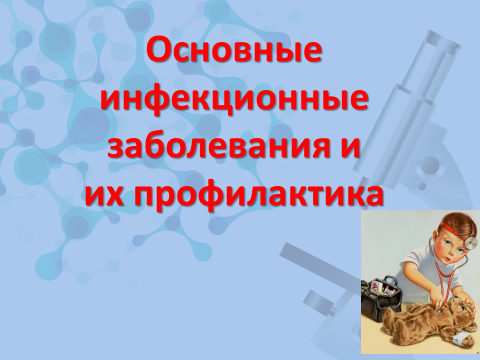 Основные
инфекционные
заболевания и
их профилактика